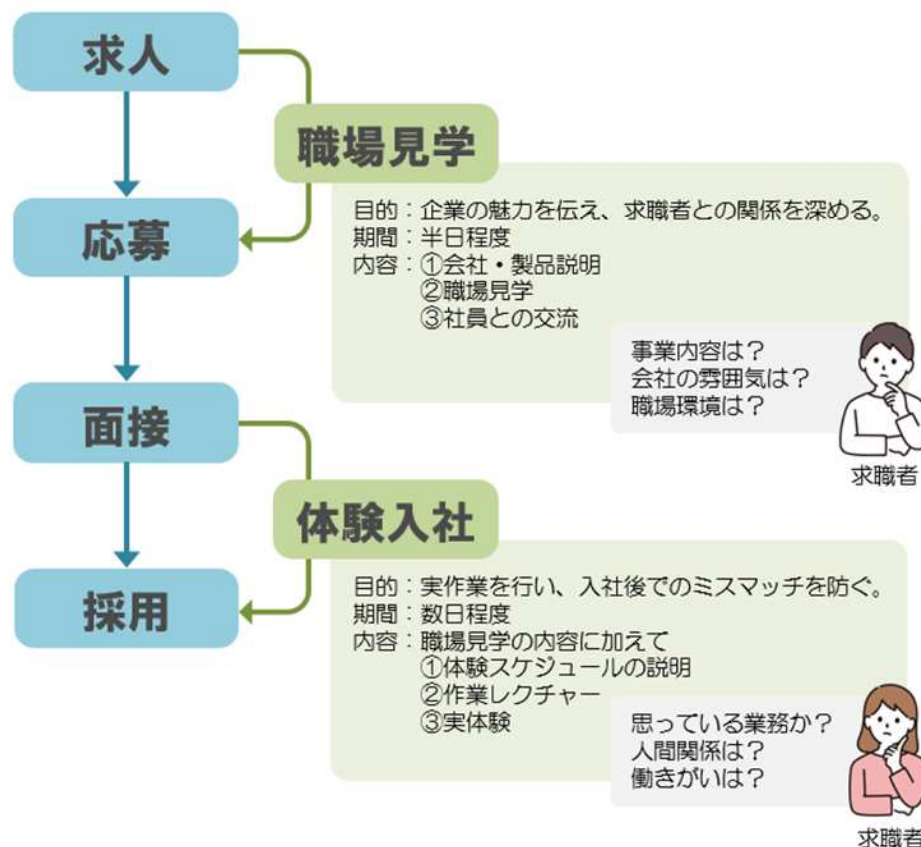 求人
職場見学
目的：企業の魅力を伝え、求職者との関係を深める。
期間：半日程度
内容：①会社・製品説明
②職場見学
③社員との交流
事業内容は？
会社の雰囲気は？
職場環境は？
求職者
応募
面接
体験入社
目的：実作業を行い、入社後でのミスマッチを防ぐ。
期間：数日程度
内容：職場見学の内容に加えて
①体験スケジュールの説明
②作業レクチャー
③実体験
思っている業務か？
人間関係は？
働きがいは？
求職者
採用